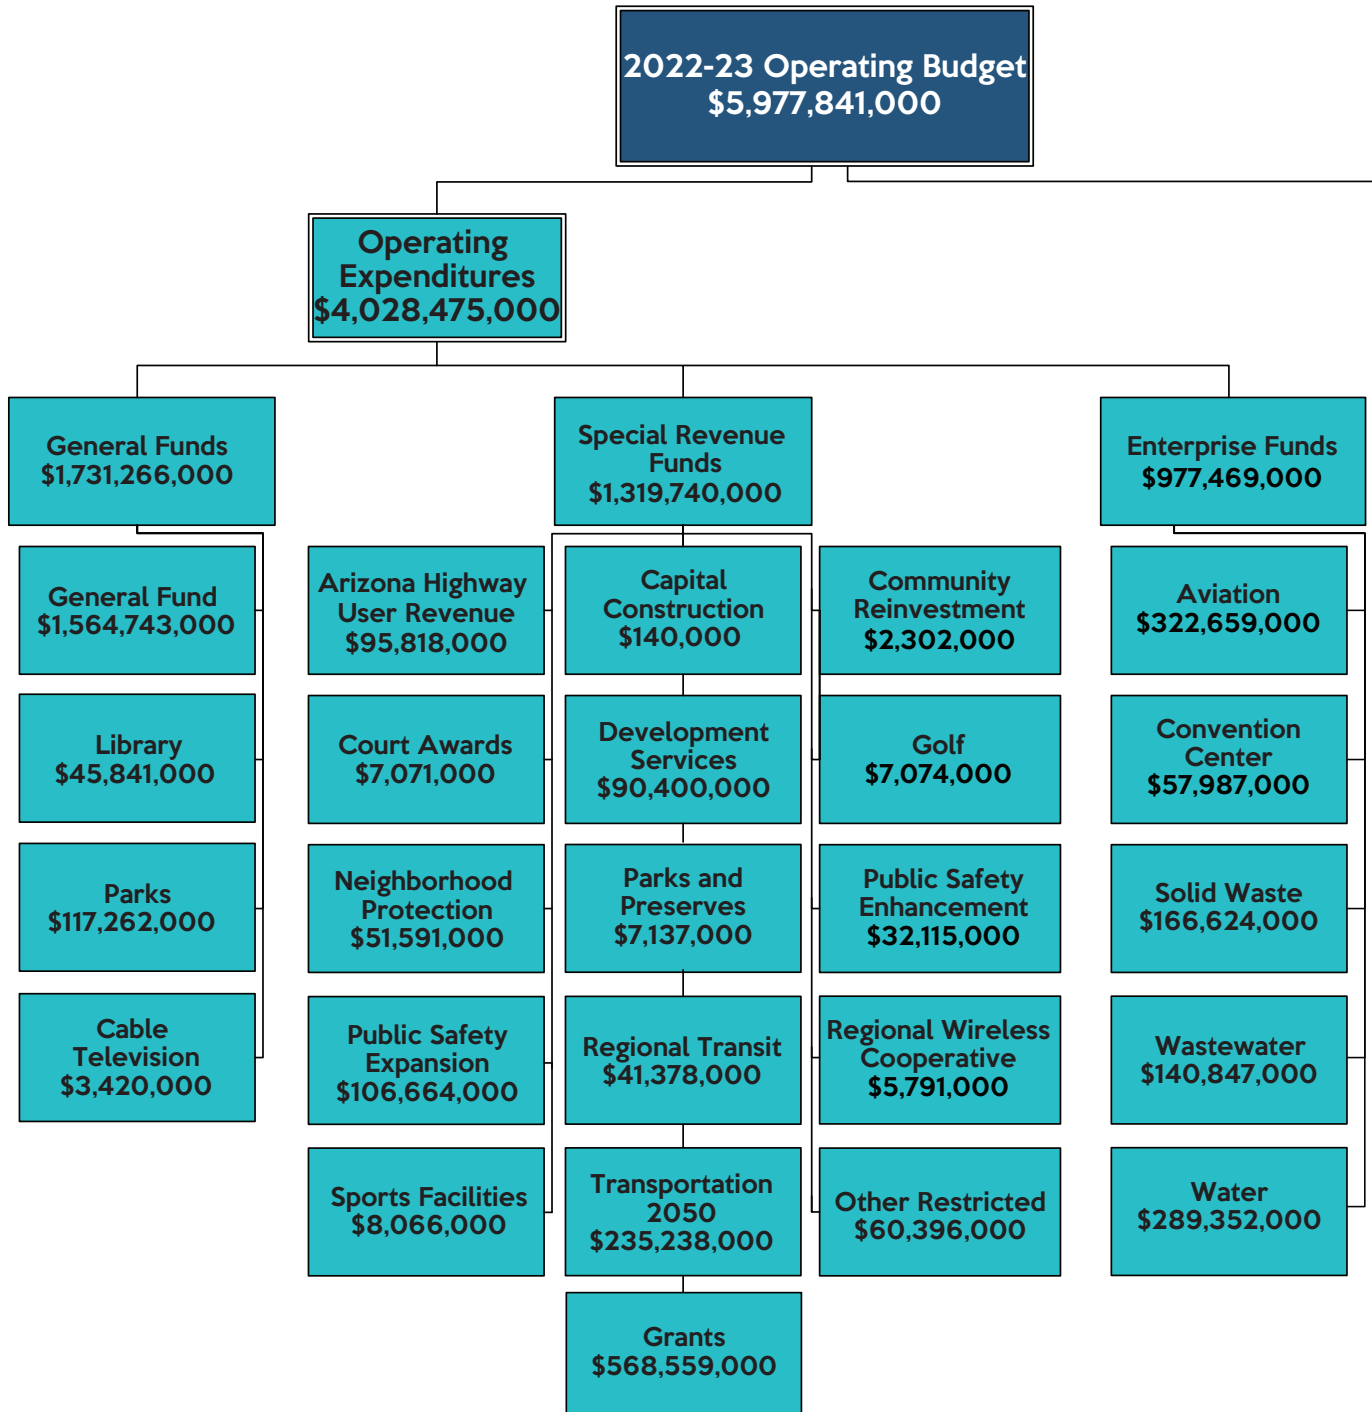 2022-23 Operating Budget
$5,977,841,000
Operating
Expenditures
$4,028,475,000
General Funds
$1,731,266,000
Special Revenue
Funds
$1,319,740,000
Enterprise Funds
$977,469,000
General Fund
$1,564,743,000
Library
$45,841,000
Parks
$117,262,000
Cable
Television
$3,420,000
Arizona Highway
User Revenue
$95,818,000
Court Awards
$7,071,000
Neighborhood
Protection
$51,591,000
Public Safety
Expansion
$106,664,000
Sports Facilities
$8,066,000
Capital
Construction
$140,000
Development
Services
$90,400,000
Parks and
Preserves
$7,137,000
Regional Transit
$41,378,000
Transportation
2050
$235,238,000
Grants
$568,559,000
Community
Reinvestment
$2,302,000
Golf
$7,074,000
Public Safety
Enhancement
$32,115,000
Regional Wireless
Cooperative
$5,791,000
Other Restricted
$60,396,000
Aviation
$322,659,000
Convention
Center
$57,987,000
Solid Waste
$166,624,000
Wastewater
$140,847,000
Water
$289,352,000